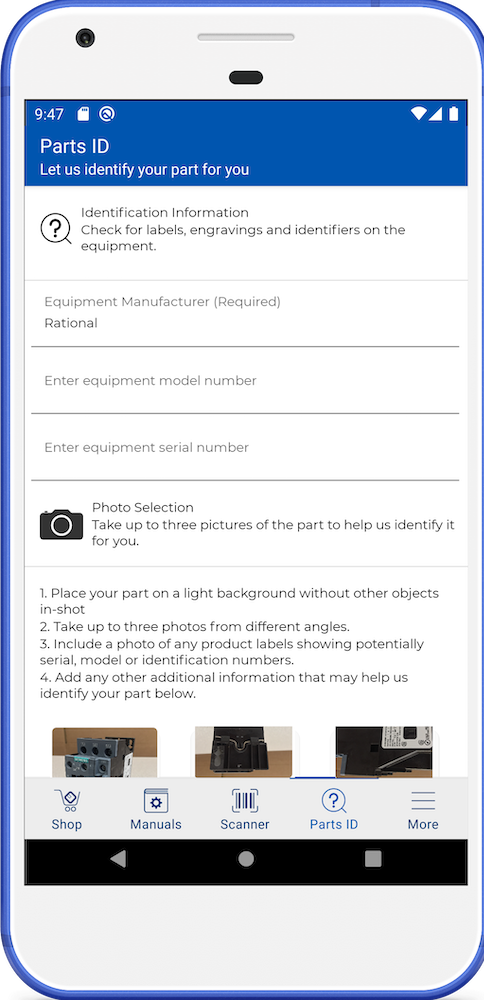 9:47
Parts ID
Let us identify your part for you
Identification Information
Check for labels, engravings and identifiers on the
equipment.
Equipment Manufacturer (Required)
Rational
Enter equipment model number
Enter equipment serial number
Photo Selection
Take up to three pictures of the part to help us identify it
for you.
1. Place your part on a light background without other objects
in-shot
2. Take up to three photos from different angles.
3. Include a photo of any product labels showing potentially
serial, model or identification numbers.
4. Add any other additional information that may help us
identify your part below.
Shop
Manuals
Scanner
Parts ID
More